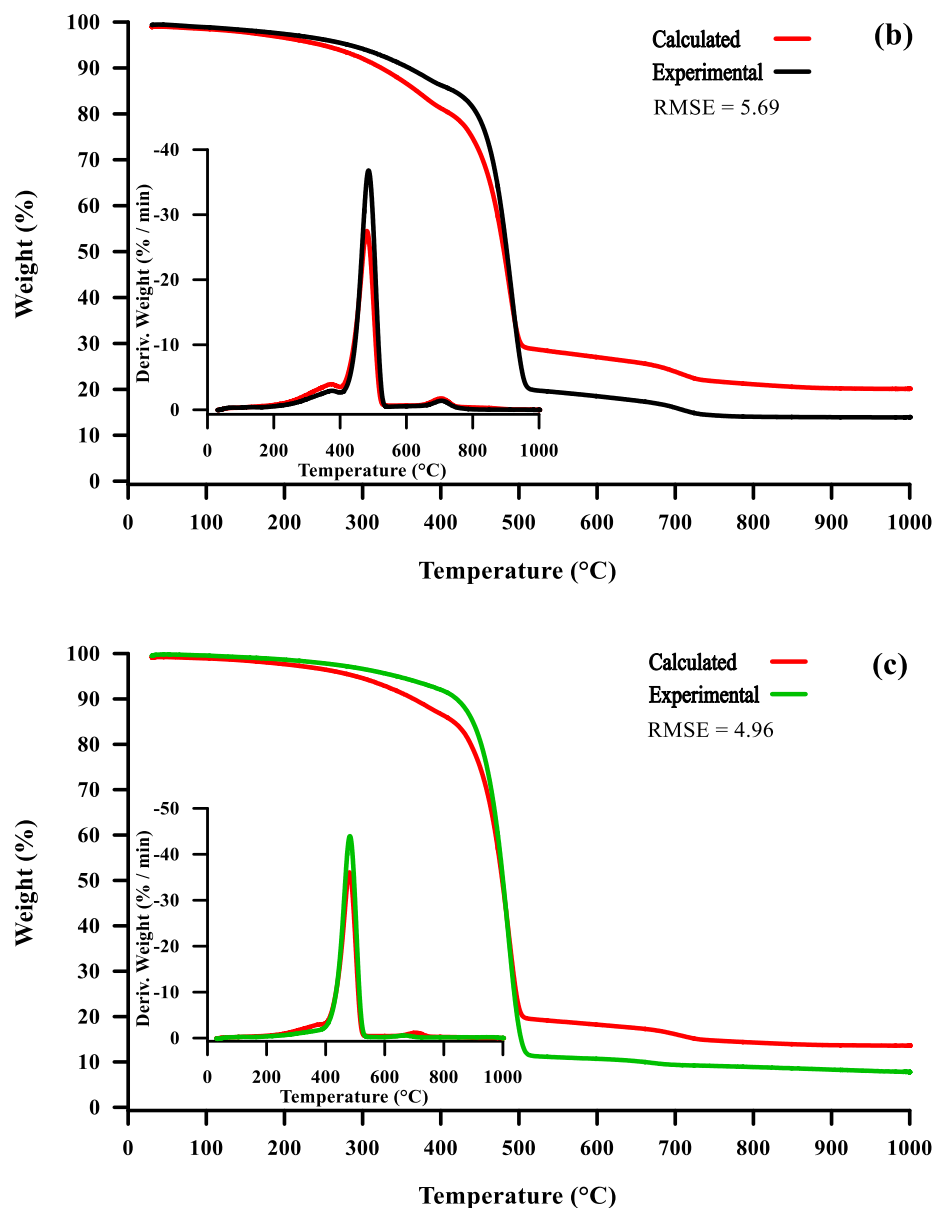 100
90
80
70
60
50
40
30
20
10
0
Weight (%)
(b)
Calculated
Experimental
RMSE = 5.69
-40
-30
-20
-10
0
Deriv. Weight (% / min)
0 200 400 600 800 1000
Temperature (°C)
0 100 200 300 400 500 600 700 800 900 1000
Temperature (°C)
100
90
80
70
60
50
40
30
20
10
0
Weight (%)
(c)
Calculated
Experimental
RMSE = 4.96
-50
-40
-30
-20
-10
0
Deriv. Weight (% / min)
0 200 400 600 800 1000
Temperature (°C)
0 100 200 300 400 500 600 700 800 900 1000
Temperature (°C)